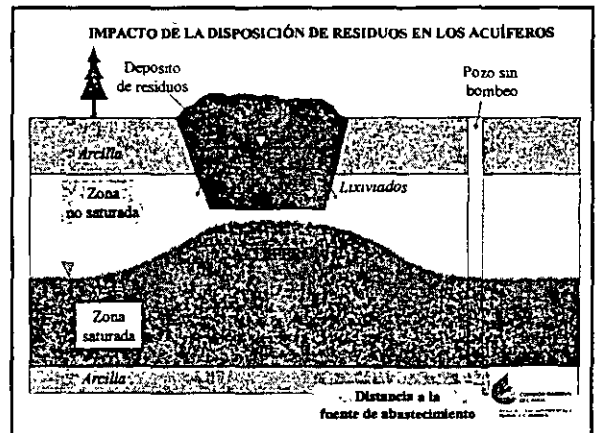 IMPACTO DE LA DISPOSICIÓN DE RESIDUOS EN LOS ACUÍFEROS
Deposito
de residuos
Pozo sin
bombeo
Arcilla
Lixiviados
Zona
no saturada
Zona
saturada
Arcilla
Distancia a la
fuente de abastecimiento